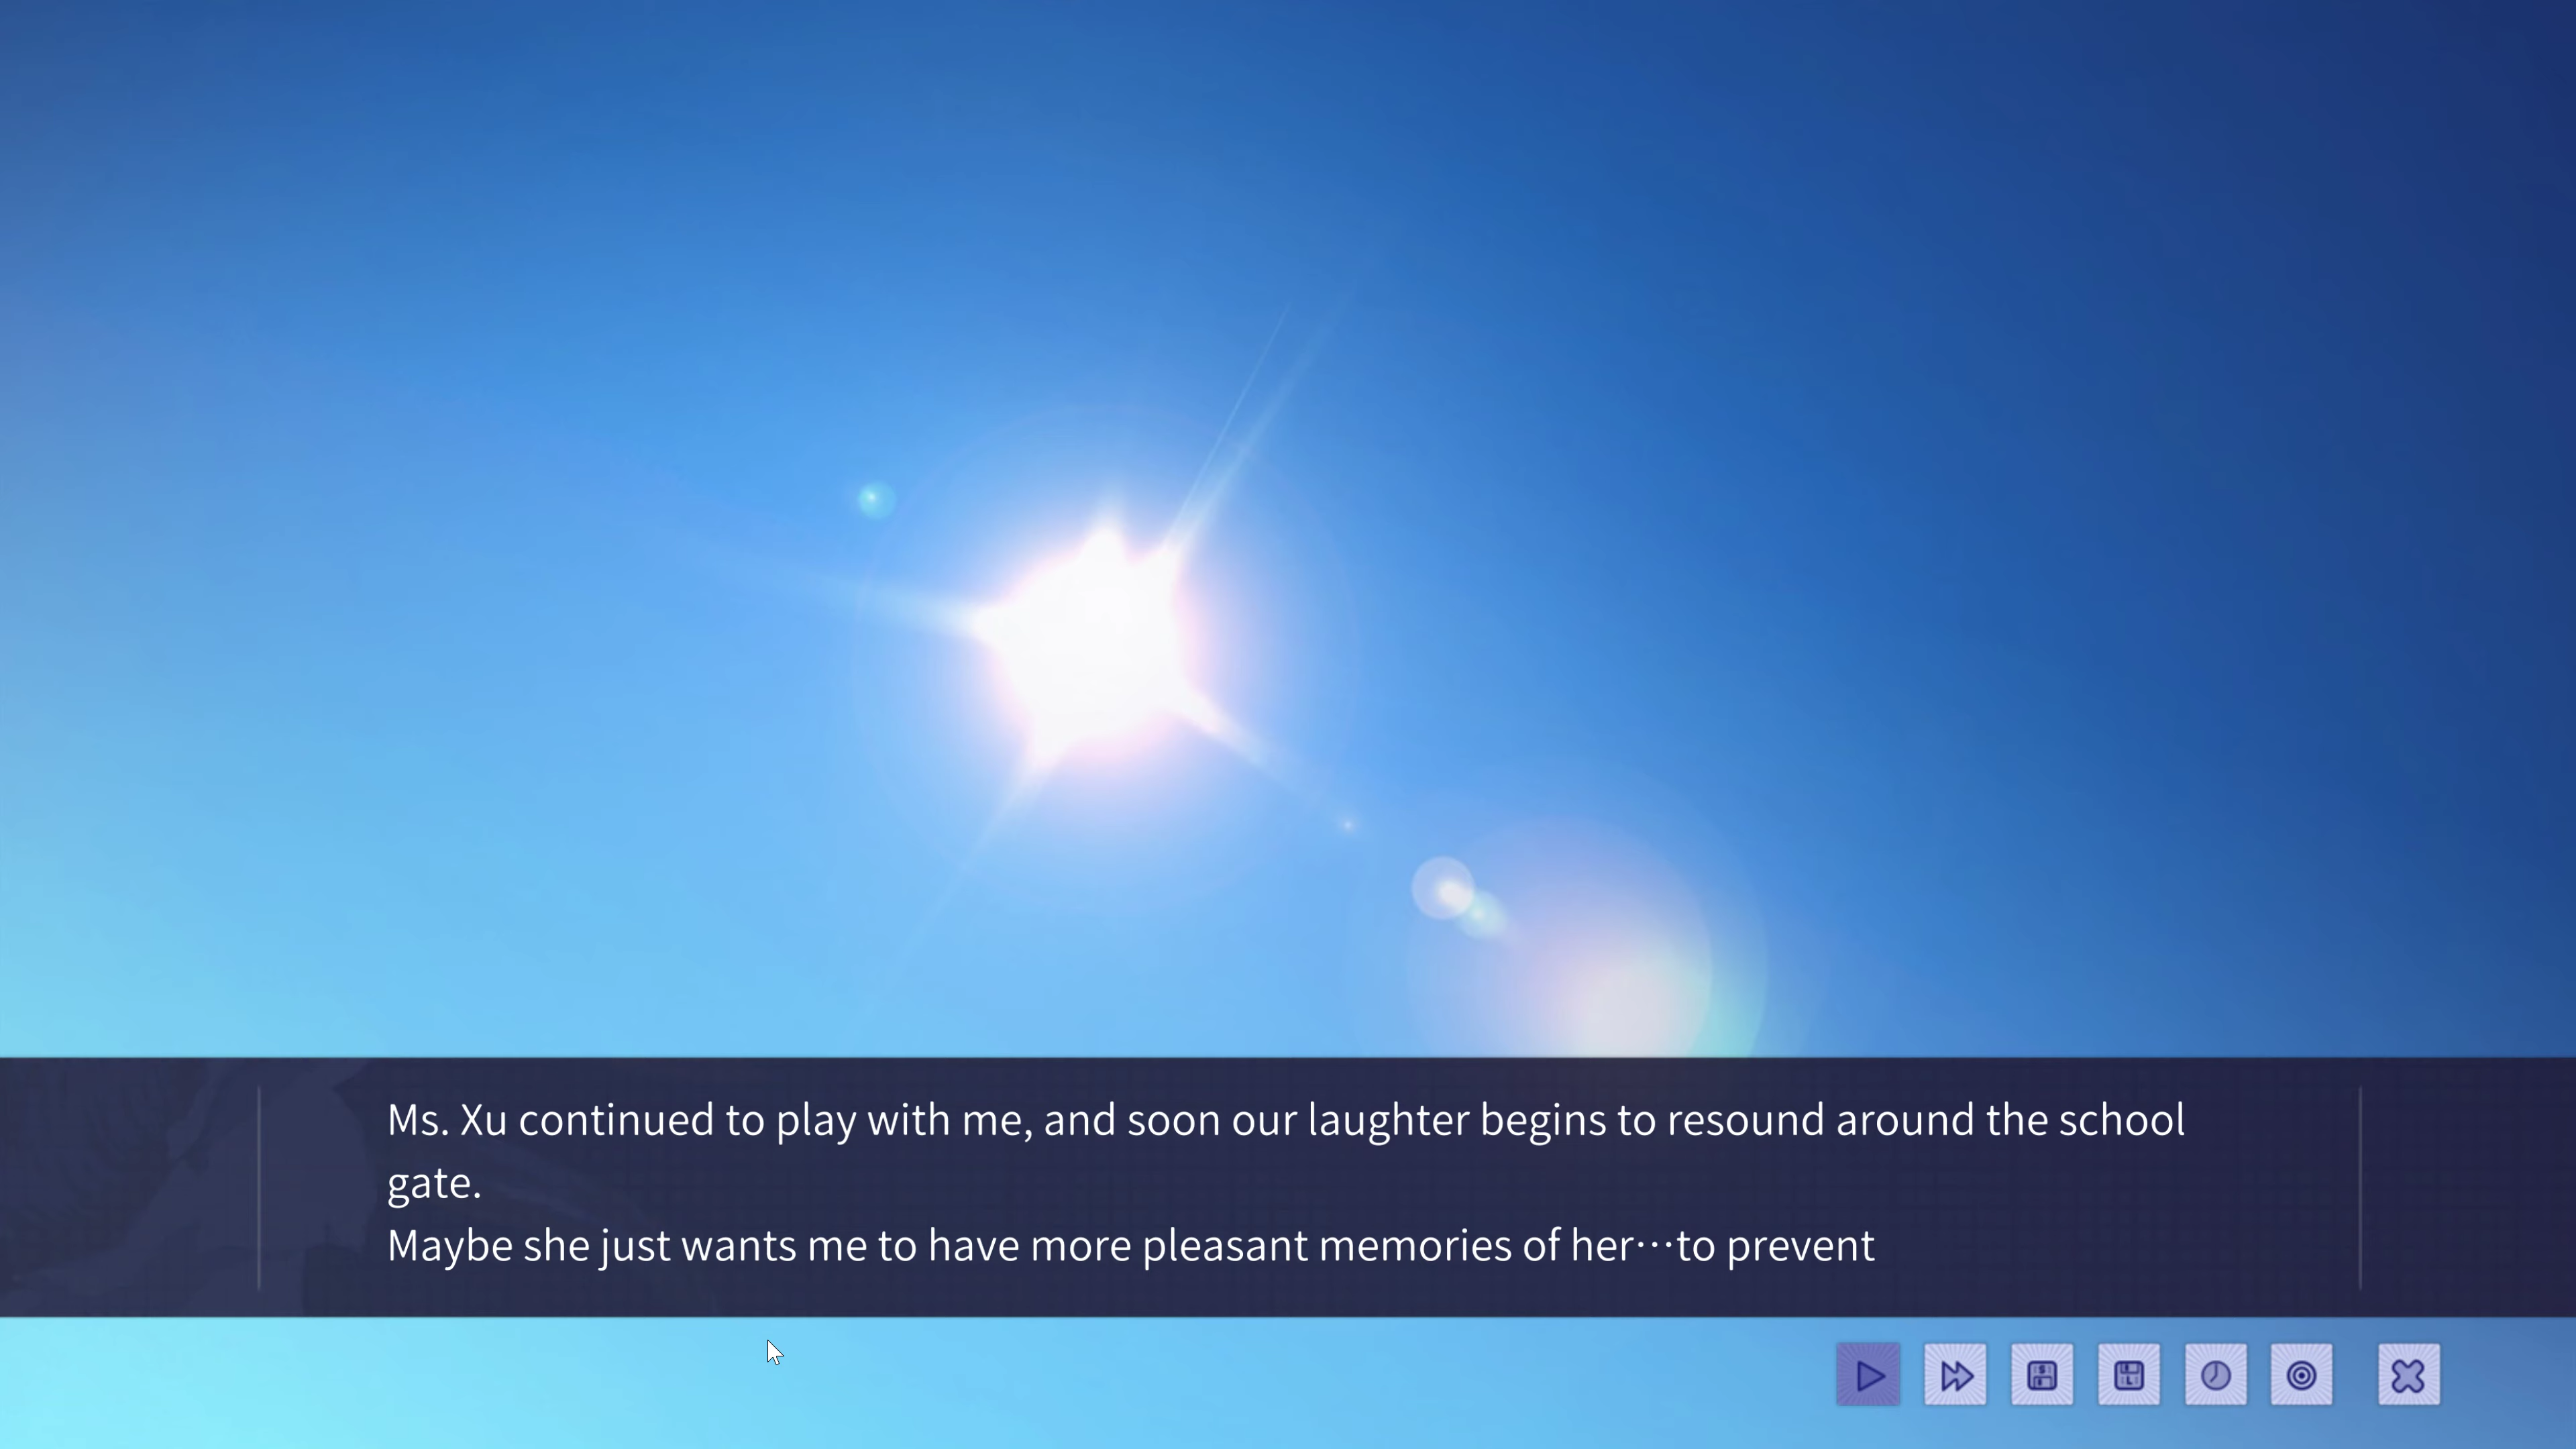 Ms. Xu continued to play with me, and soon our laughter begins to resound around the school
gate.
Maybe she just wants me to have more pleasant memories of her⋯to prevent